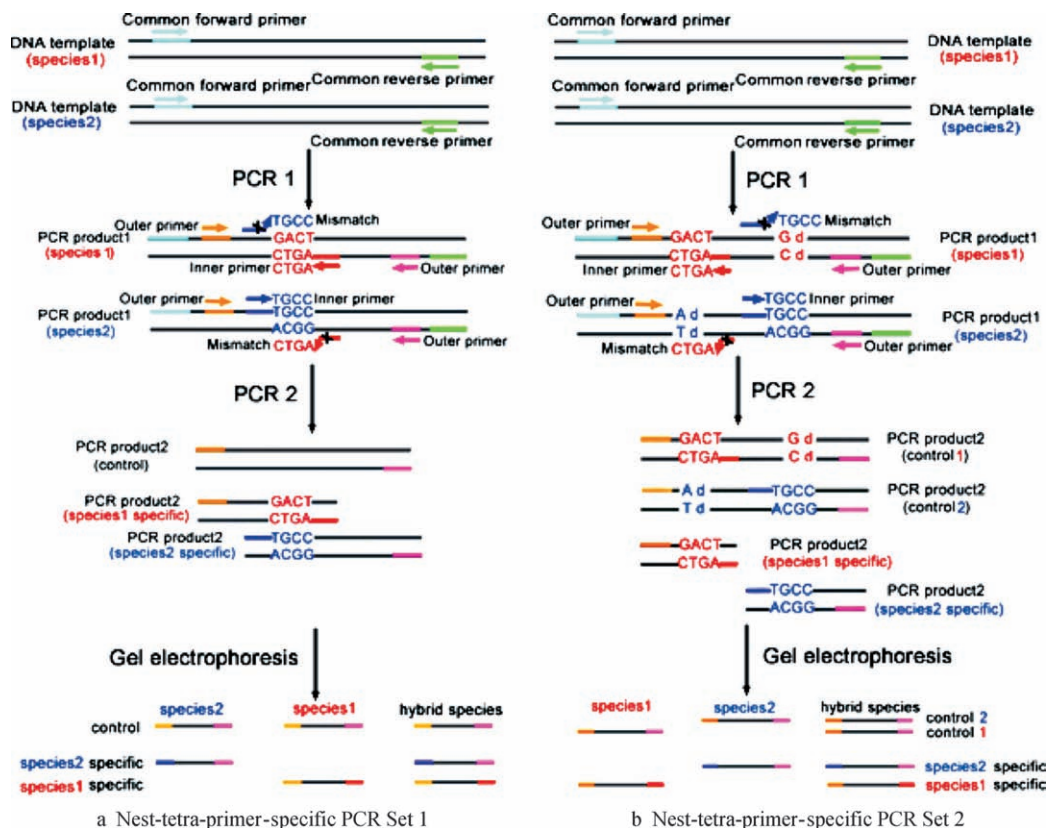 Common forward primer
DNA template
(species1)
Common forward primer
Common reverse primer
DNA template
(species2)
Common reverse primer
PCR 1
TGCC Mismatch
Outer primer
PCR product1
(species 1)
GACT
CTGA
Inner primer
CTGA
Outer primer
Outer primer
TGCC Inner primer
PCR product1
(species2)
TGCC
ACGG
Mismatch CTGA
Outer primer
PCR 2
PCR product2
(control)
PCR product2
(species1 specific)
GACT
CTGA
PCR product2
(species2 specific)
TGCC
ACGG
Gel electrophoresis
species2 species1 hybrid species
control
species2 specific
species1 specific
a Nest-tetra-primer-specific PCR Set 1
Common forward primer
DNA template
(species1)
Common forward primer
Common reverse primer
DNA template
(species2)
Common reverse primer
PCR 1
TGCC Mismatch
Outer primer
GACT G d
CTGA C d
PCR product1
(species1)
Inner primer CTGA
Outer primer
Outer primer
TGCC Inner primer
A d TGCC
T d ACGG
PCR product1
(species2)
Mismatch CTGA
Outer primer
PCR 2
GACT G d
CTGA C d
PCR product2
(control 1)
A d TGCC
T d ACGG
PCR product2
(control 2)
GACT
CTGA
PCR product2
(species1 specific)
TGCC
ACGG
PCR product2
(species2 specific)
Gel electrophoresis
species1 species2 hybrid species
control 2
control 1
species2 specific
species1 specific
b Nest-tetra-primer-specific PCR Set 2